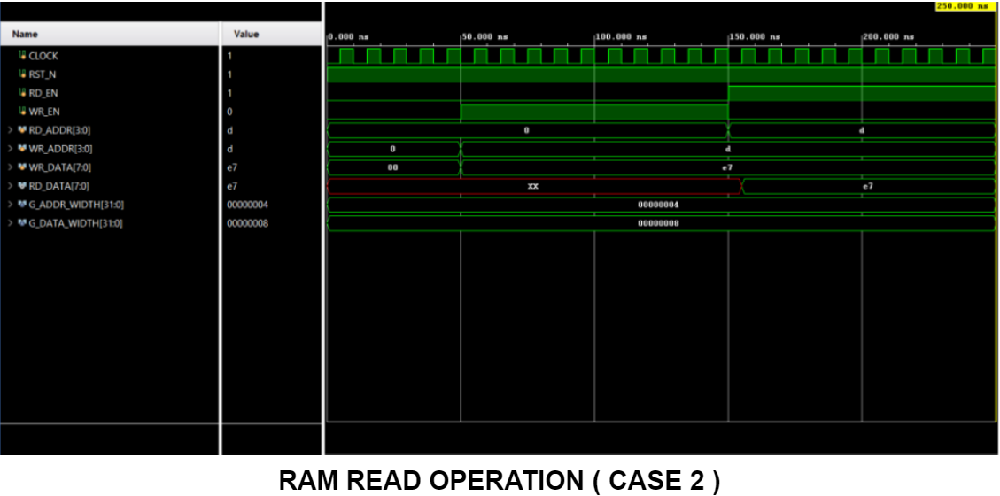 250.000 ns
Name Value
0.000 ns 50.000 ns 100.000 ns 150.000 ns 200.000 ns
CLOCK 1
RST_N 1
RD_EN 1
WR_EN 0
RD_ADDR[3:0] d 0 d
WR_ADDR[3:0] d 0 d
WR_DATA[7:0] e7 00 e7
RD_DATA[7:0] e7 XX e7
G_ADDR_WIDTH[31:0] 00000004 00000004
G_DATA_WIDTH[31:0] 00000008 00000008
RAM READ OPERATION ( CASE 2 )